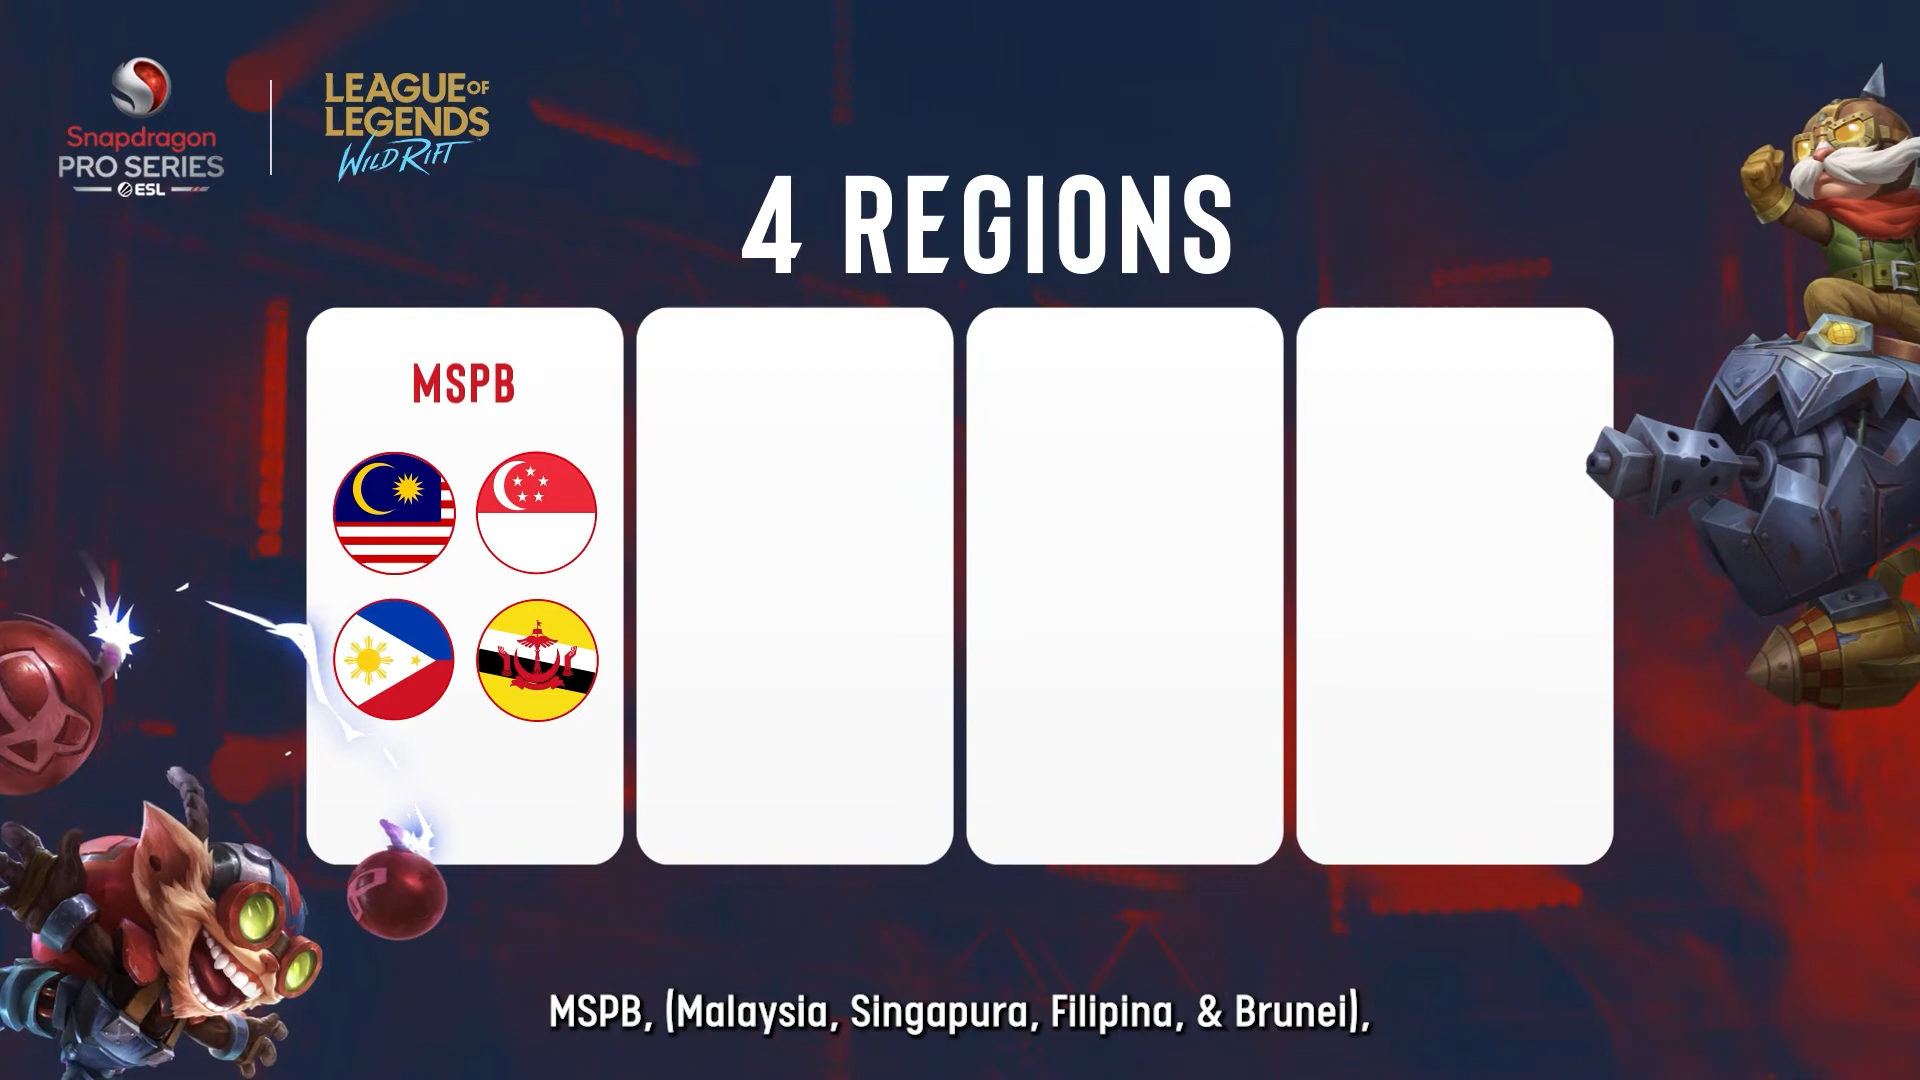 Snapdragon
PRO SERIES
ESL
LEAGUE OF
LEGENDS
WILD RIFT
4 REGIONS
MSPB
MSPB, (Malaysia, Singapura, Filipina, & Brunei),